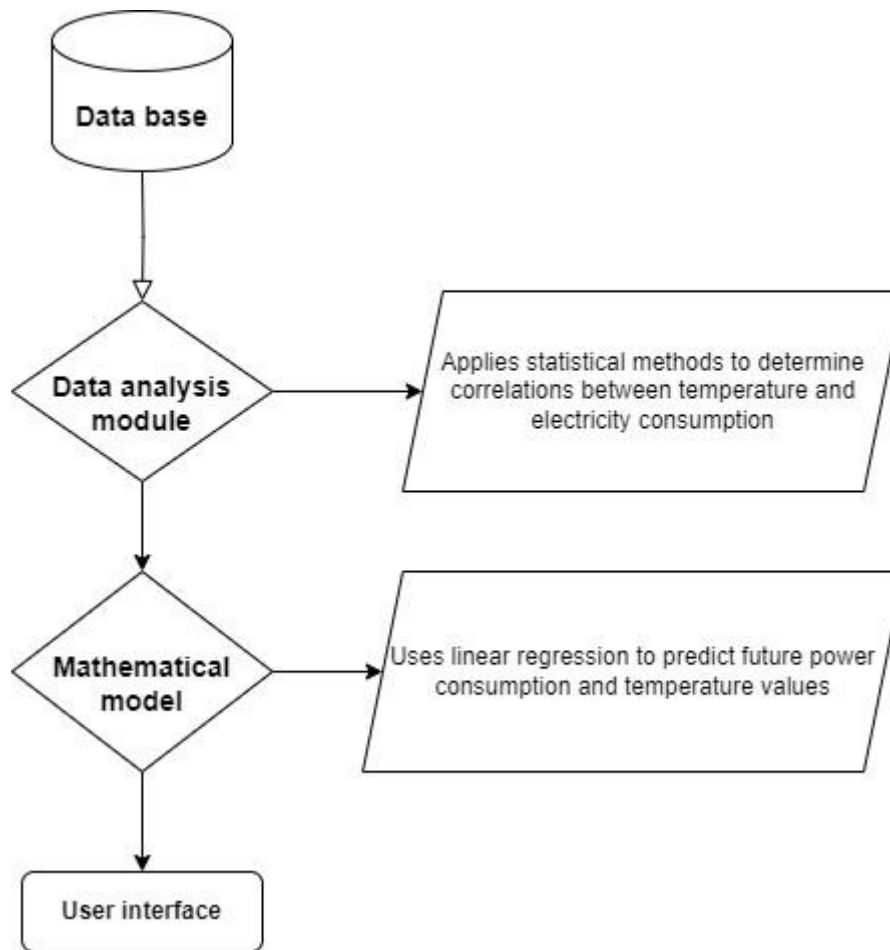 Data base
Data analysis
module
Applies statistical methods to determine
correlations between temperature and
electricity consumption
Mathematical
model
Uses linear regression to predict future power
consumption and temperature values
User interface